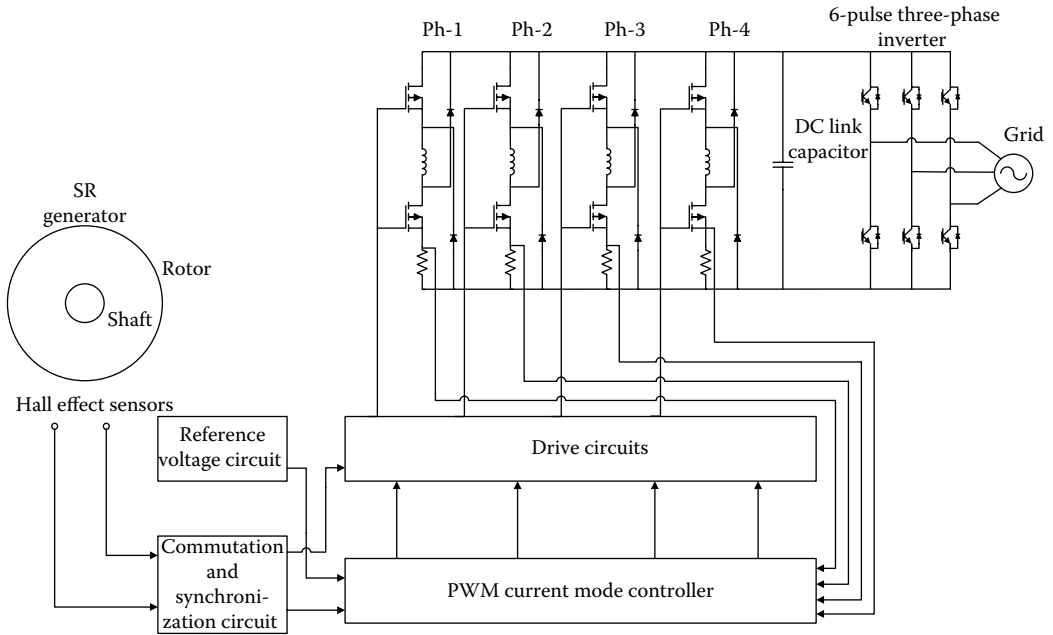 6-pulse three-phase
inverter
Ph-1
Ph-2
Ph-3
Ph-4
DC link
capacitor
Grid
SR
generator
Rotor
Shaft
Hall effect sensors
Reference
voltage circuit
Drive circuits
Commutation
and
synchroni-
zation circuit
PWM current mode controller